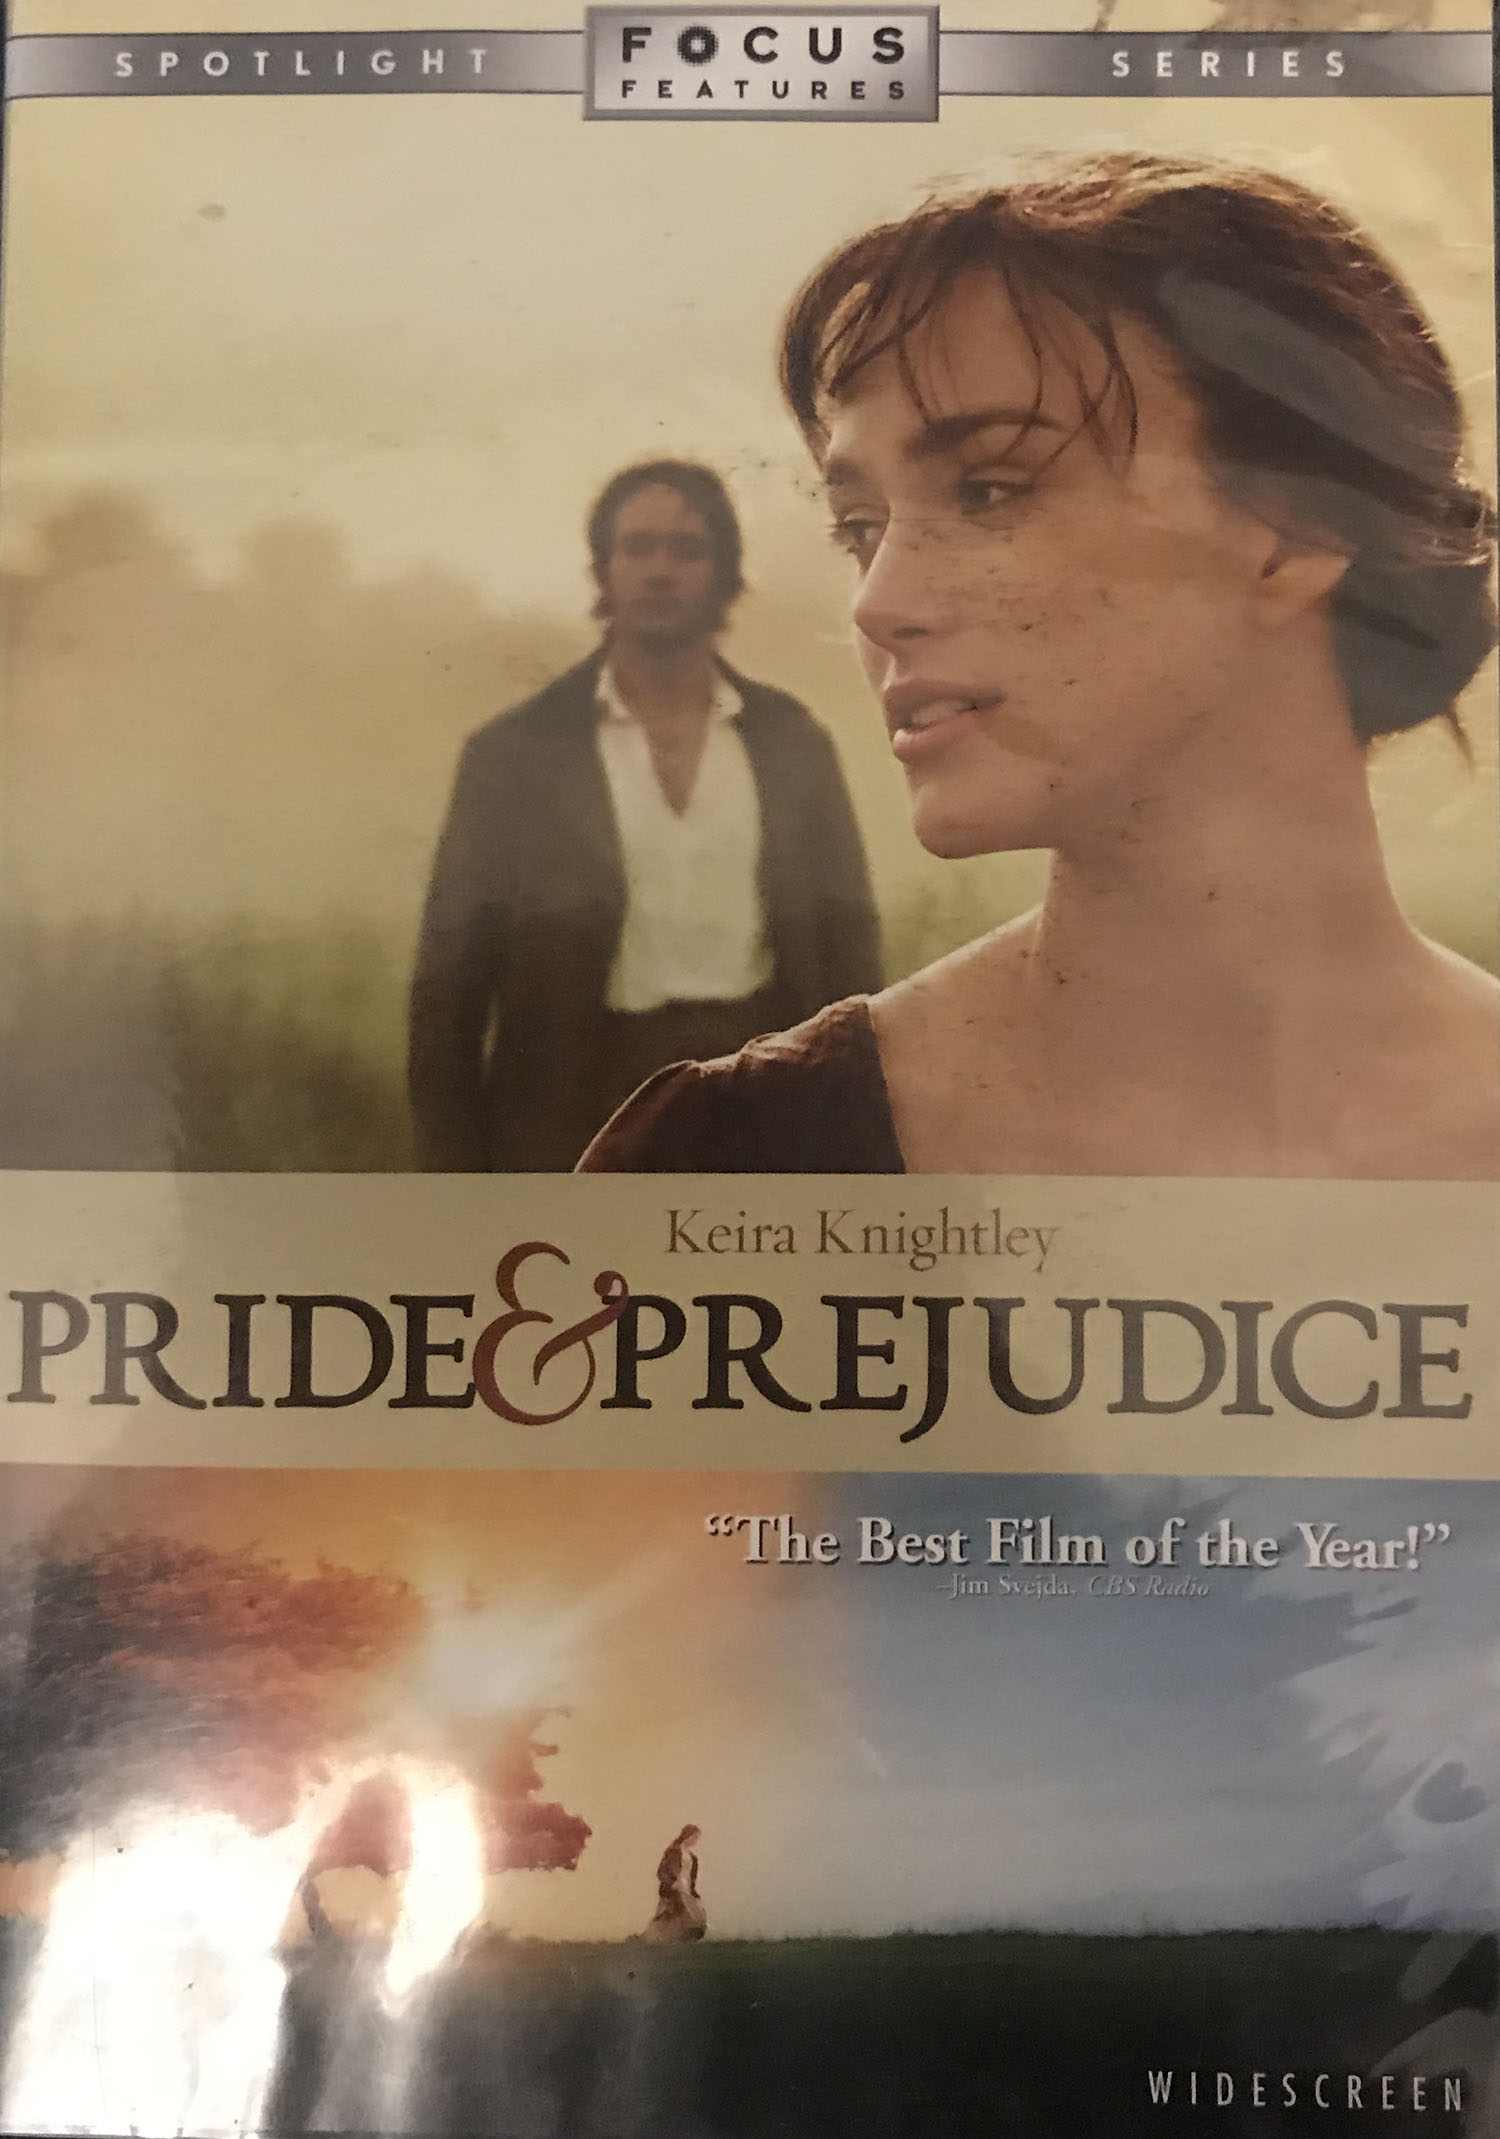 SPOTLIGHT FOCUS SERIES
FEATURES
Keira Knightley
PRIDE & PREJUDICE
“The Best Film of the Year!”
–Jim Svejda, CBS Radio
WIDESCREEN